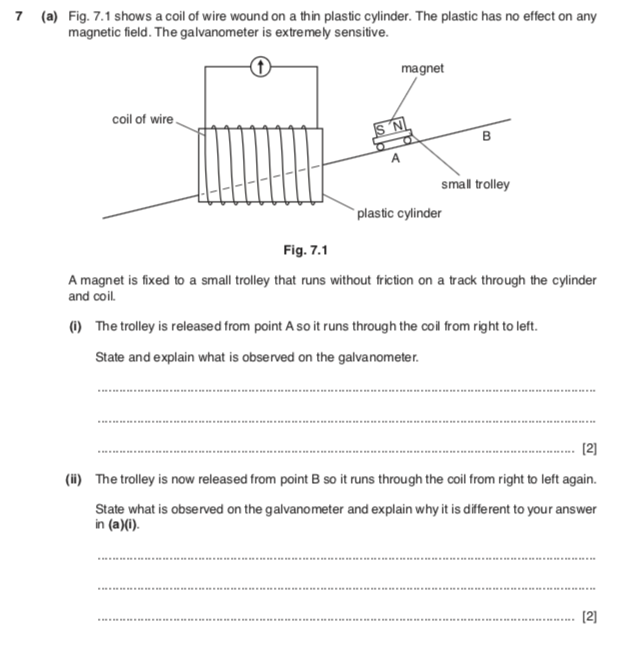 7 (a) Fig. 7.1 shows a coil of wire wound on a thin plastic cylinder. The plastic has no effect on any
magnetic field. The galvanometer is extremely sensitive.
magnet
coil of wire
S N
B
A
small trolley
plastic cylinder
Fig. 7.1
A magnet is fixed to a small trolley that runs without friction on a track through the cylinder
and coil.
(i) The trolley is released from point A so it runs through the coil from right to left.
State and explain what is observed on the galvanometer.
[2]
(ii) The trolley is now released from point B so it runs through the coil from right to left again.
State what is observed on the galvanometer and explain why it is different to your answer
in (a)(i).
[2]